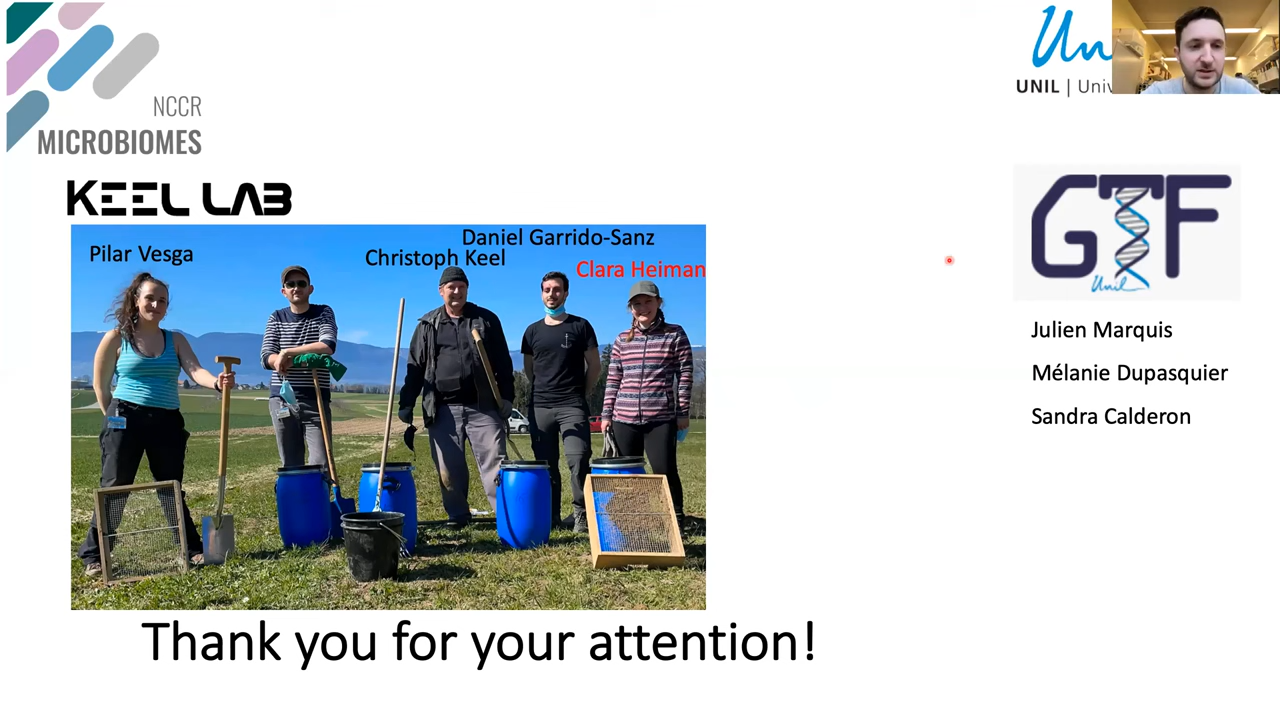 NCCR
MICROBIOMES
UNIL | Univ
KEEL LAB
GTF
Unil
Pilar Vesga
Christoph Keel
Daniel Garrido-Sanz
Clara Heiman
Julien Marquis
Mélanie Dupasquier
Sandra Calderon
Thank you for your attention!